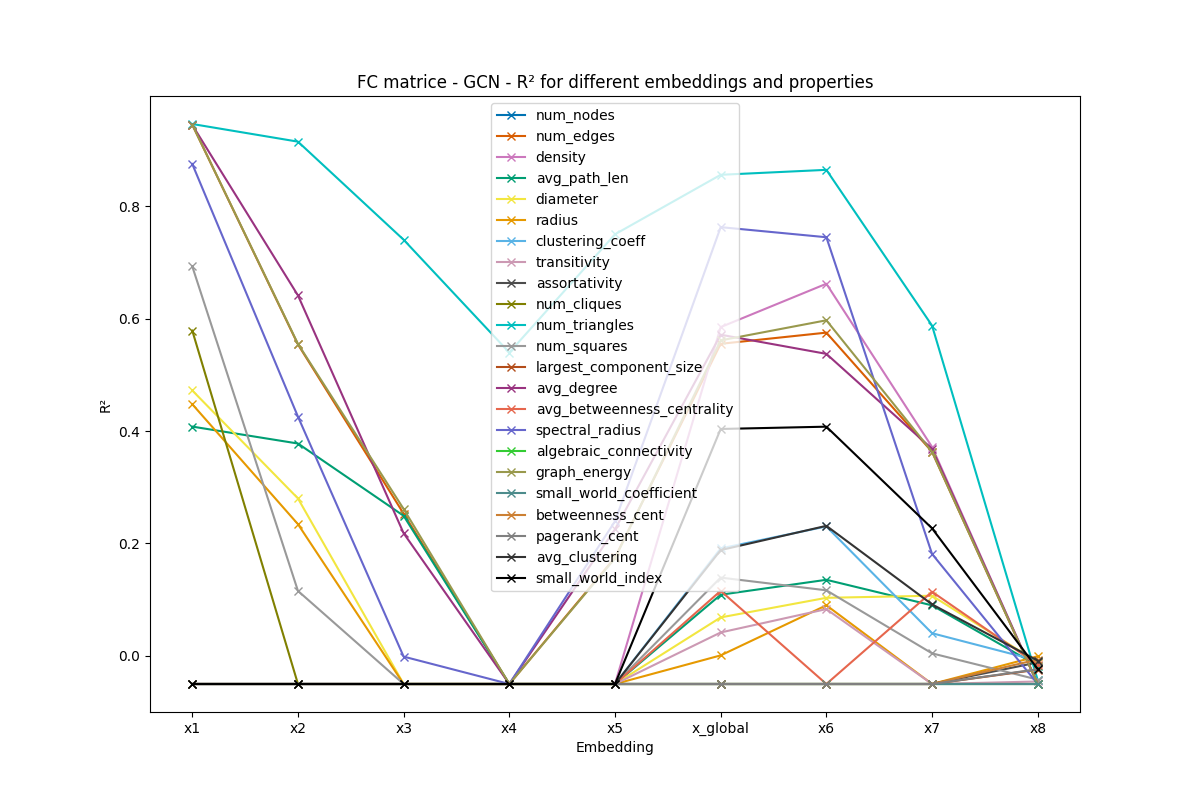 FC matrice - GCN - R² for different embeddings and properties
num_nodes
num_edges
density
avg_path_len
diameter
radius
clustering_coeff
transitivity
assortativity
num_cliques
num_triangles
num_squares
largest_component_size
avg_degree
avg_betweenness_centrality
spectral_radius
algebraic_connectivity
graph_energy
small_world_coefficient
betweenness_cent
pagerank_cent
avg_clustering
small_world_index
R²
0.8
0.6
0.4
0.2
0.0
x1 x2 x3 x4 x5 x_global x6 x7 x8
Embedding